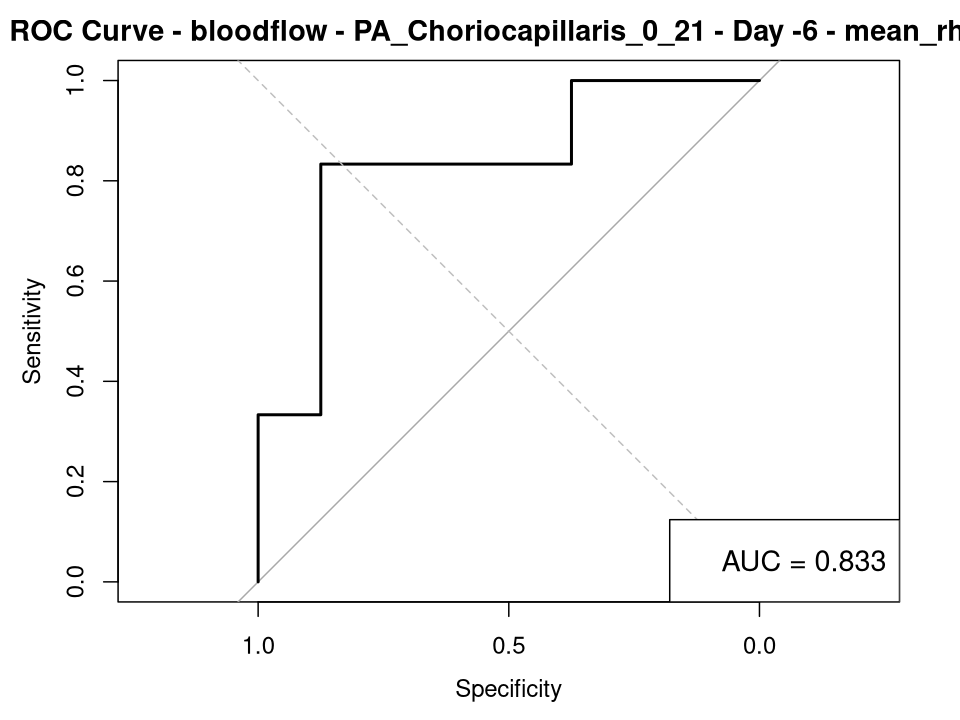 ROC Curve - bloodflow - PA_Choriocapillaris_0_21 - Day -6 - mean_rh
1.0
0.8
0.6
0.4
0.2
0.0
Sensitivity
AUC = 0.833
1.0 0.5 0.0
Specificity